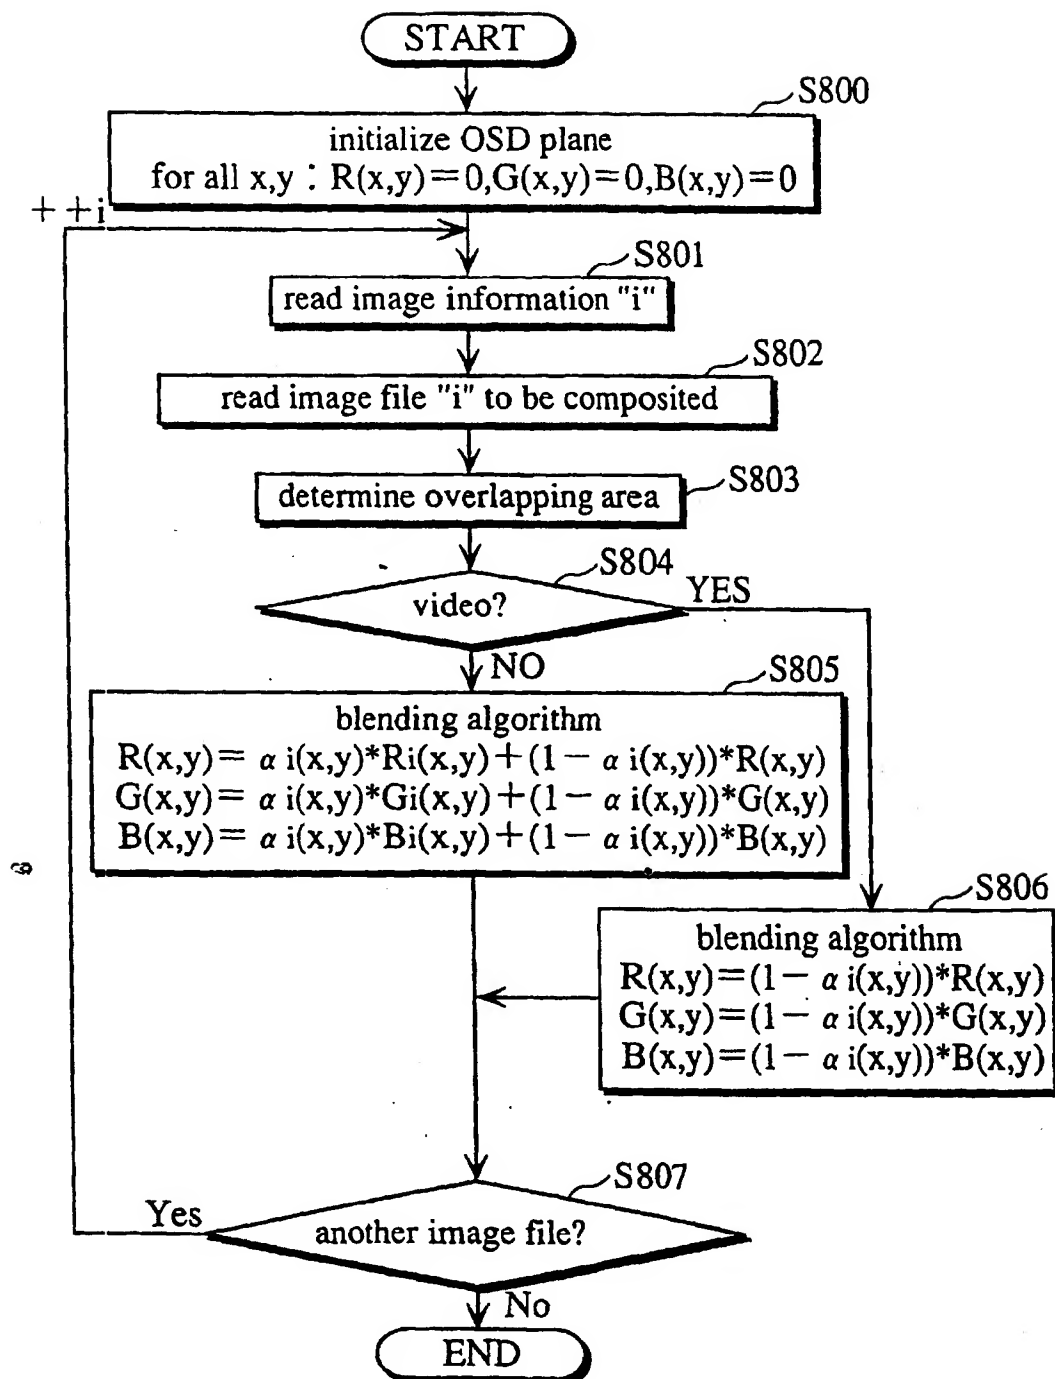 START
S800
initialize OSD plane
for all x,y : R(x,y)=0,G(x,y)=0,B(x,y)=0
++i
S801
read image information "i"
S802
read image file "i" to be composited
determine overlapping area
S803
S804
video?
YES
NO
S805
blending algorithm
R(x,y)= α i(x,y)*Ri(x,y)+(1- α i(x,y))*R(x,y)
G(x,y)= α i(x,y)*Gi(x,y)+(1- α i(x,y))*G(x,y)
B(x,y)= α i(x,y)*Bi(x,y)+(1- α i(x,y))*B(x,y)
S806
blending algorithm
R(x,y)=(1- α i(x,y))*R(x,y)
G(x,y)=(1- α i(x,y))*G(x,y)
B(x,y)=(1- α i(x,y))*B(x,y)
S807
Yes
another image file?
No
END